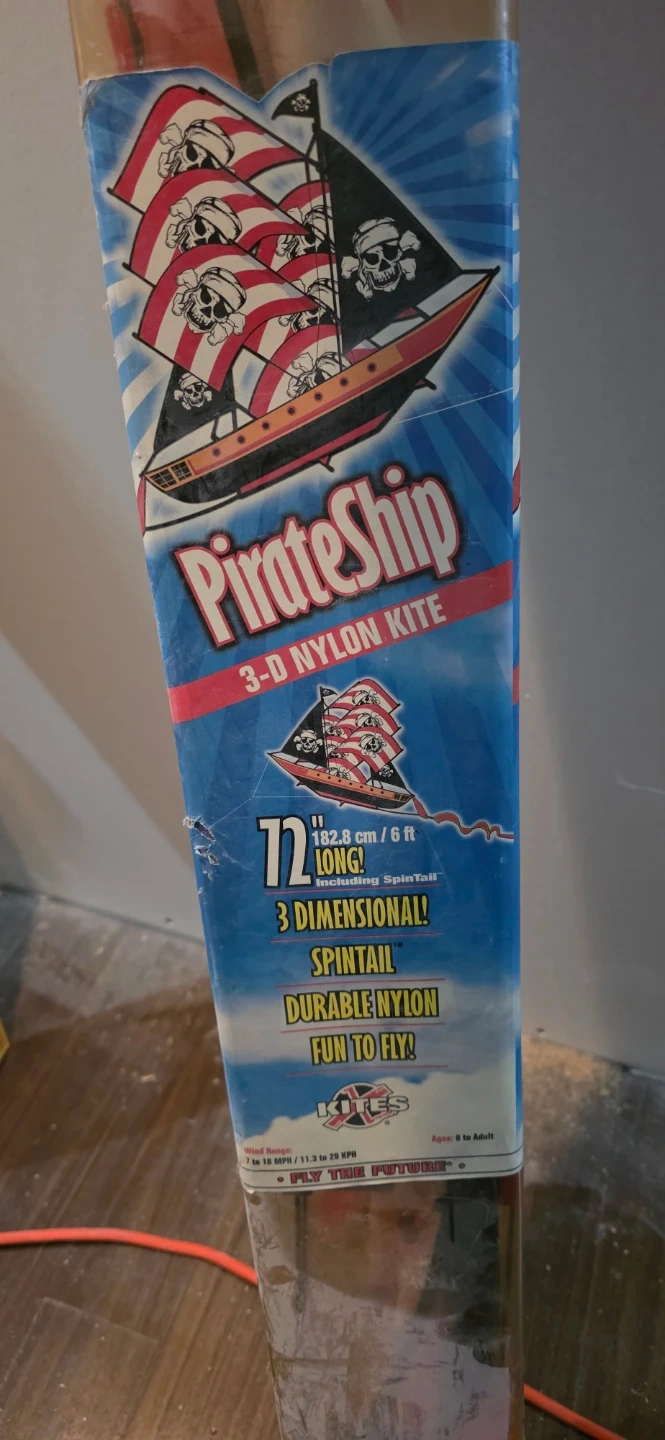 PirateShip
3-D NYLON KITE
72"
182.8 cm / 6 ft
LONG!
Including SpinTail™
3 DIMENSIONAL!
SPINTAIL™
DURABLE NYLON
FUN TO FLY!
X KITES®
Ages: 8 to Adult
Wind Range:
7 to 18 MPH / 11.3 to 29 KPH
• FLY THE FUTURE® •